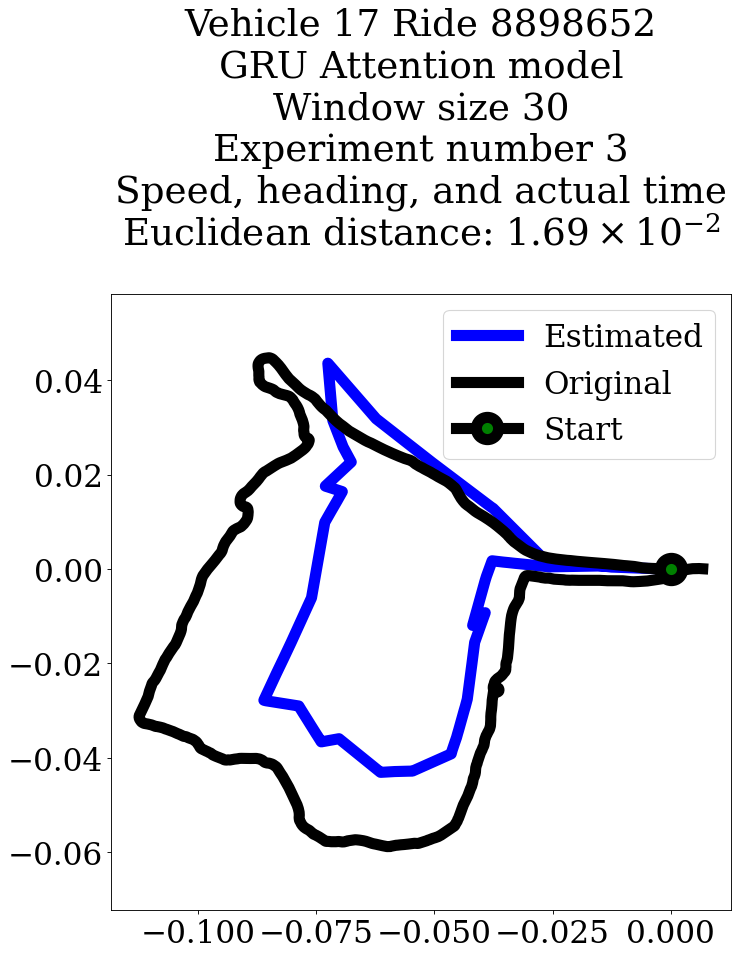 Vehicle 17 Ride 8898652
GRU Attention model
Window size 30
Experiment number 3
Speed, heading, and actual time
Euclidean distance: 1.69 × 10⁻²
Estimated
Original
Start
0.04
0.02
0.00
−0.02
−0.04
−0.06
−0.100 −0.075 −0.050 −0.025 0.000